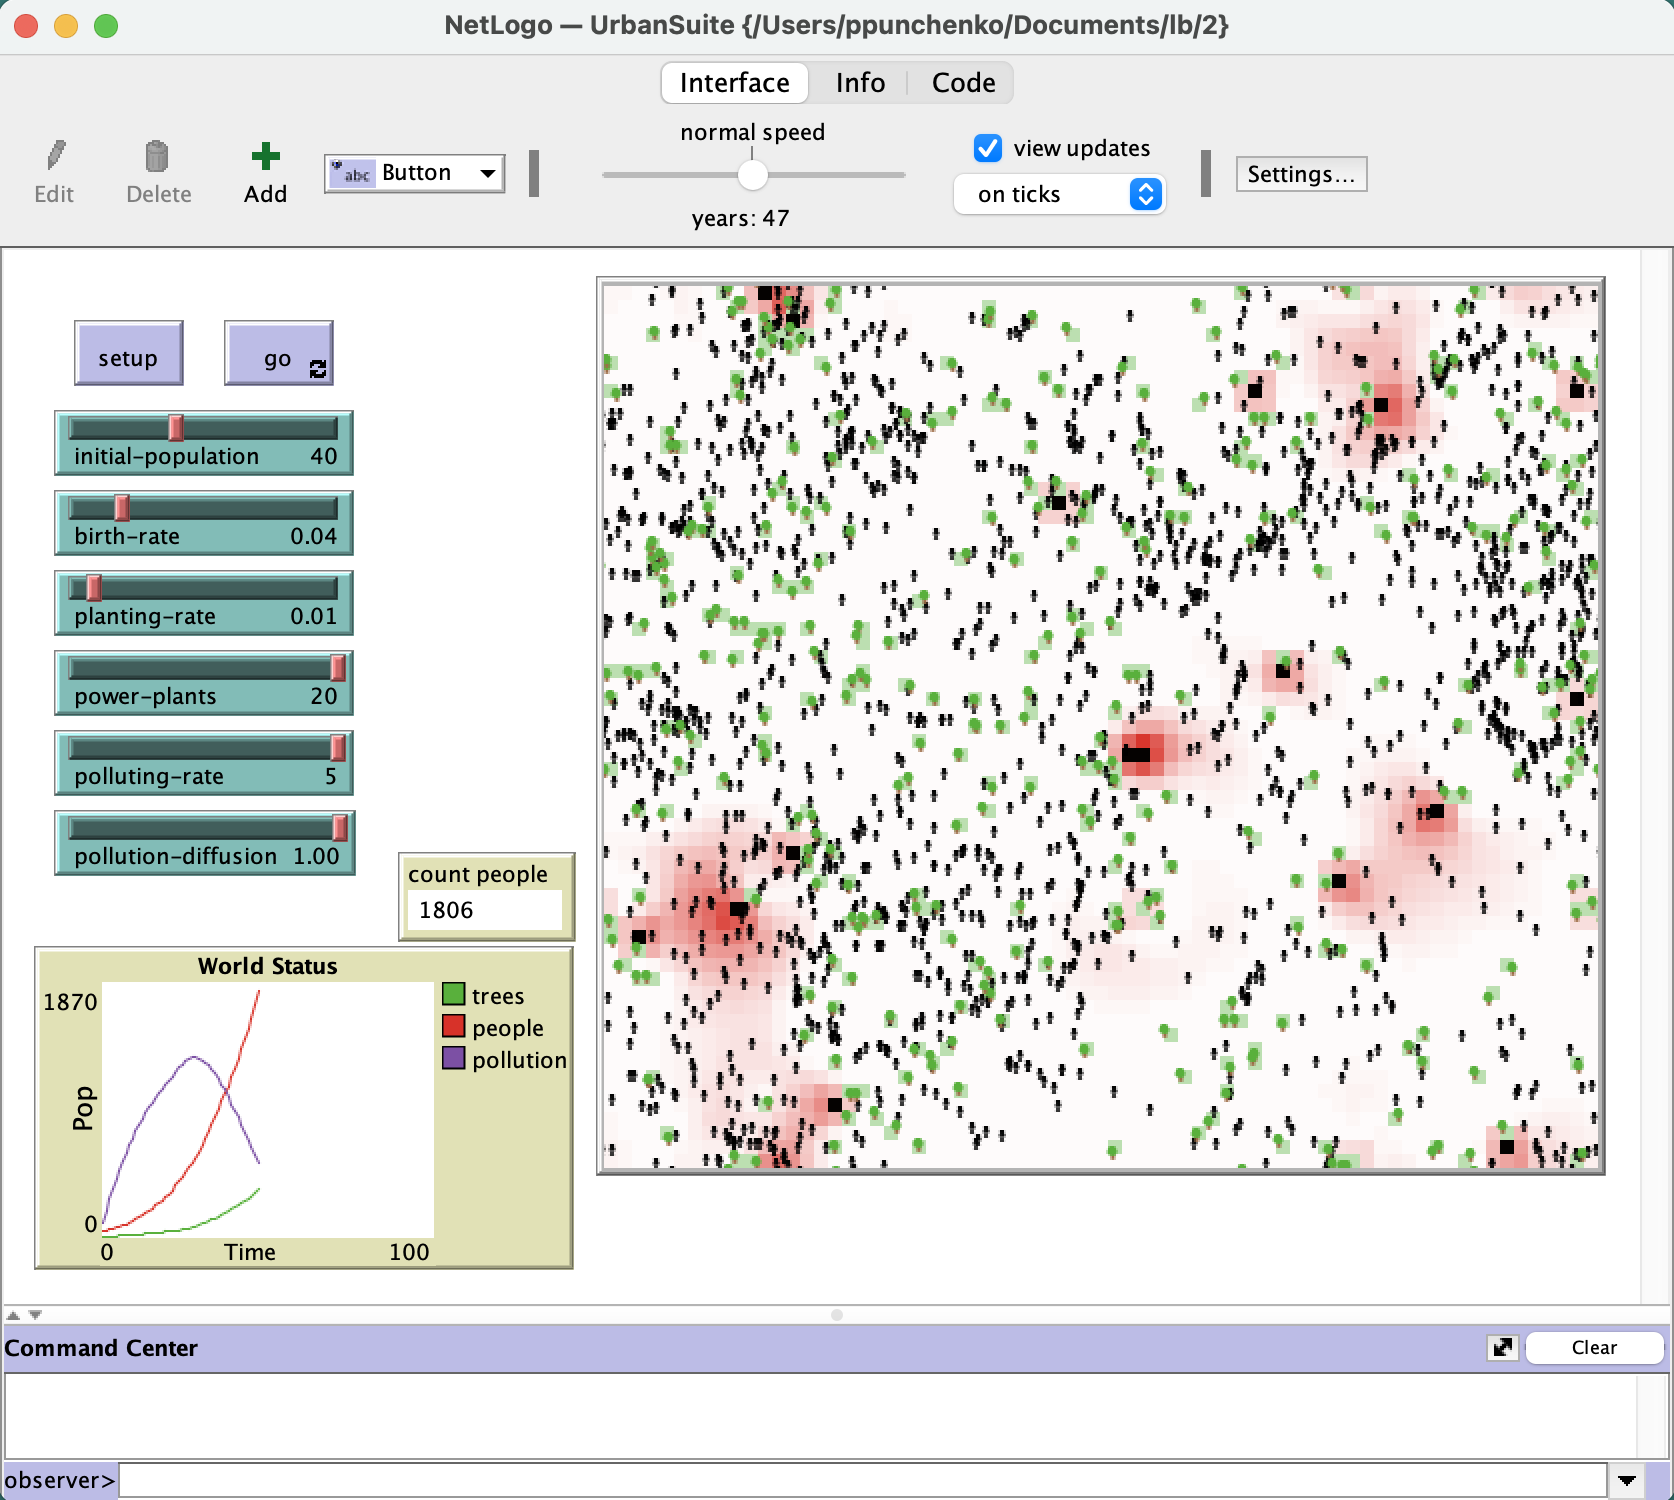 NetLogo — UrbanSuite {/Users/ppunchenko/Documents/lb/2}
Interface Info Code
Edit Delete Add abc Button
normal speed
years: 47
view updates
on ticks
Settings...
setup go
initial-population 40
birth-rate 0.04
planting-rate 0.01
power-plants 20
polluting-rate 5
pollution-diffusion 1.00
count people
1806
World Status
1870
Pop
0
0 Time 100
trees
people
pollution
Command Center
Clear
observer>